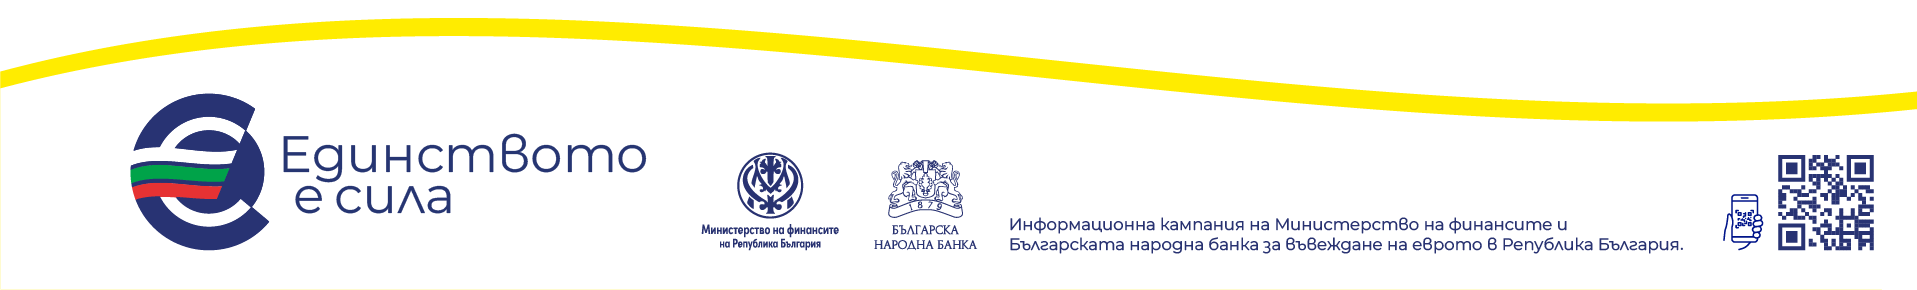 Единството
е сила
Министерство на финансите
на Република България
1879
БЪЛГАРСКА
НАРОДНА БАНКА
Информационна кампания на Министерство на финансите и
Българската народна банка за въвеждане на еврото в Република България.